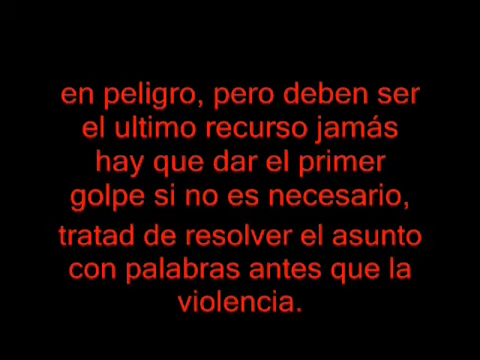 en peligro, pero deben ser
el ultimo recurso jamás
hay que dar el primer
golpe si no es necesario,
tratad de resolver el asunto
con palabras antes que la
violencia.